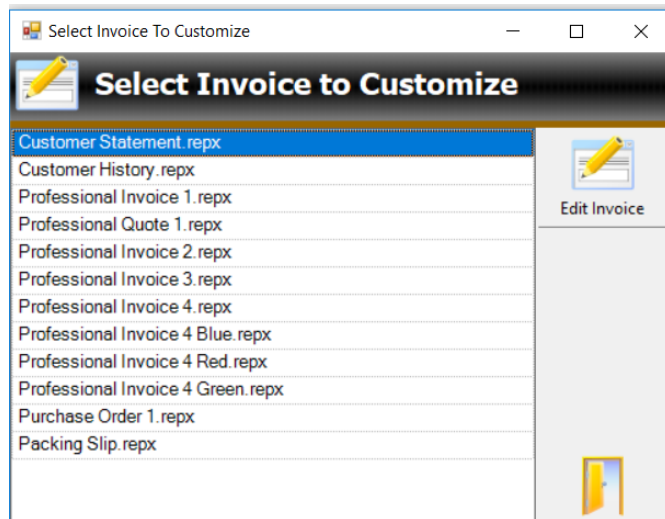 Select Invoice To Customize
Select Invoice to Customize
Customer Statement.repx
Customer History.repx
Professional Invoice 1.repx
Professional Quote 1.repx
Professional Invoice 2.repx
Professional Invoice 3.repx
Professional Invoice 4.repx
Professional Invoice 4 Blue.repx
Professional Invoice 4 Red.repx
Professional Invoice 4 Green.repx
Purchase Order 1.repx
Packing Slip.repx
Edit Invoice